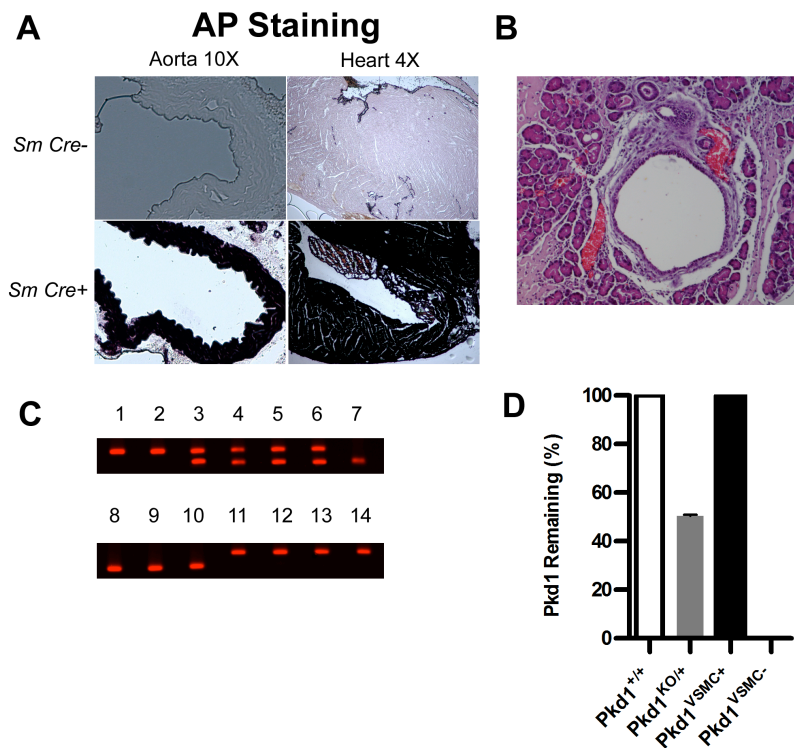 A
AP Staining
B
Aorta 10X
Heart 4X
Sm Cre-
Sm Cre+
C
1 2 3 4 5 6 7
8 9 10 11 12 13 14
D
Pkd1 Remaining (%)
100
80
60
40
20
0
Pkd1+/+
Pkd1KO/+
Pkd1VSMC+
Pkd1VSMC-